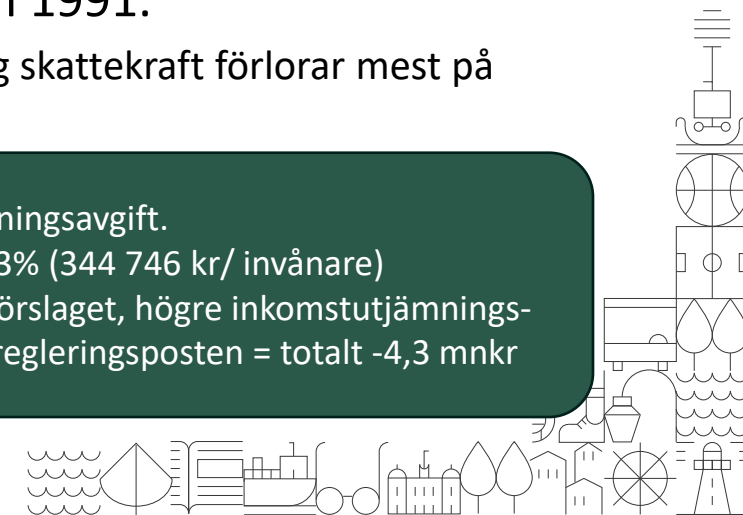 n 1991.
g skattekraft förlorar mest på
ningsavgift.
3% (344 746 kr/ invånare)
örslaget, högre inkomstutjämnings-
regleringsposten = totalt -4,3 mnkr